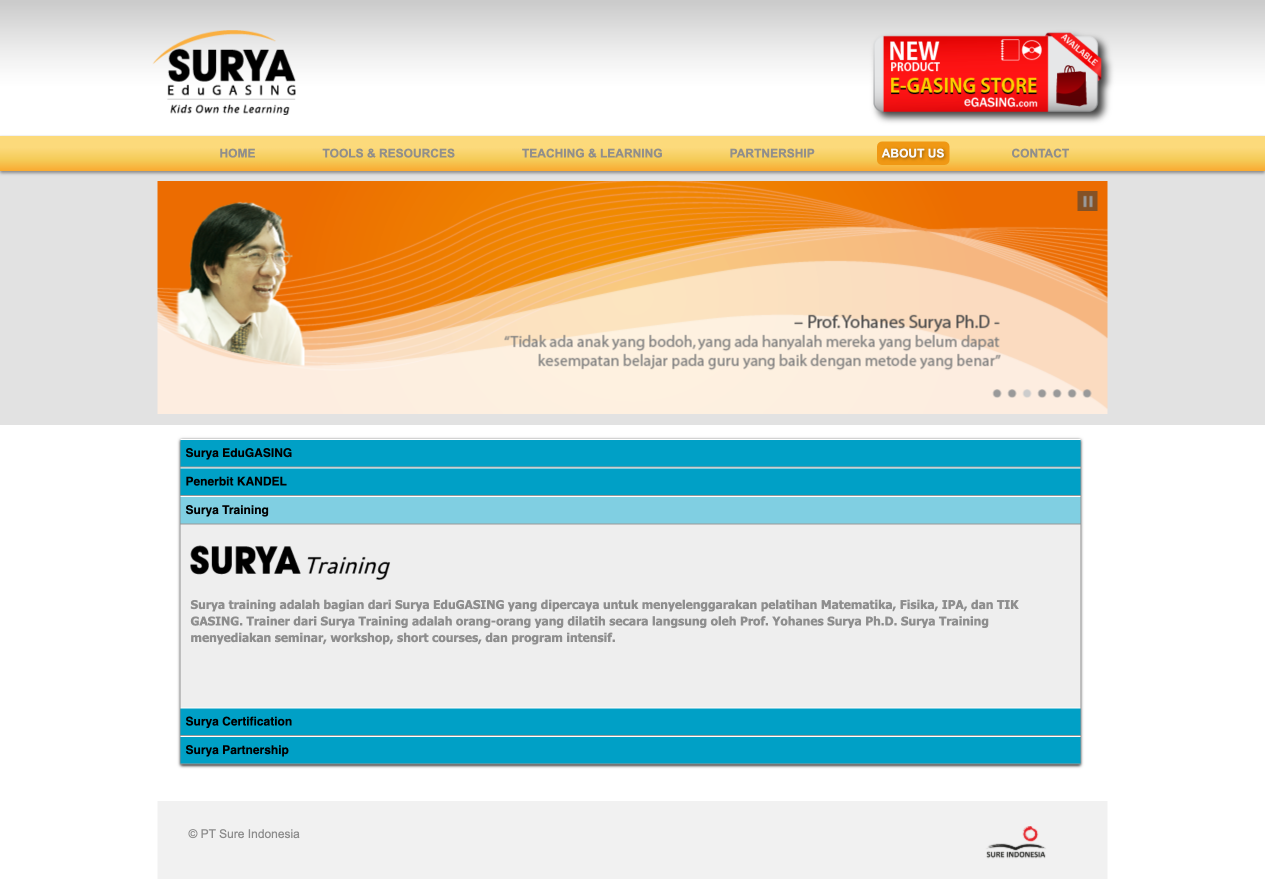 SURYA
EduGASING
Kids Own the Learning
NEW
PRODUCT
E-GASING STORE
eGASING.com
AVAILABLE
HOME TOOLS & RESOURCES TEACHING & LEARNING PARTNERSHIP ABOUT US CONTACT
– Prof.Yohanes Surya Ph.D -
“Tidak ada anak yang bodoh, yang ada hanyalah mereka yang belum dapat
kesempatan belajar pada guru yang baik dengan metode yang benar”
Surya EduGASING
Penerbit KANDEL
Surya Training
SURYA Training
Surya training adalah bagian dari Surya EduGASING yang dipercaya untuk menyelenggarakan pelatihan Matematika, Fisika, IPA, dan TIK
GASING. Trainer dari Surya Training adalah orang-orang yang dilatih secara langsung oleh Prof. Yohanes Surya Ph.D. Surya Training
menyediakan seminar, workshop, short courses, dan program intensif.
Surya Certification
Surya Partnership
© PT Sure Indonesia
SURE INDONESIA